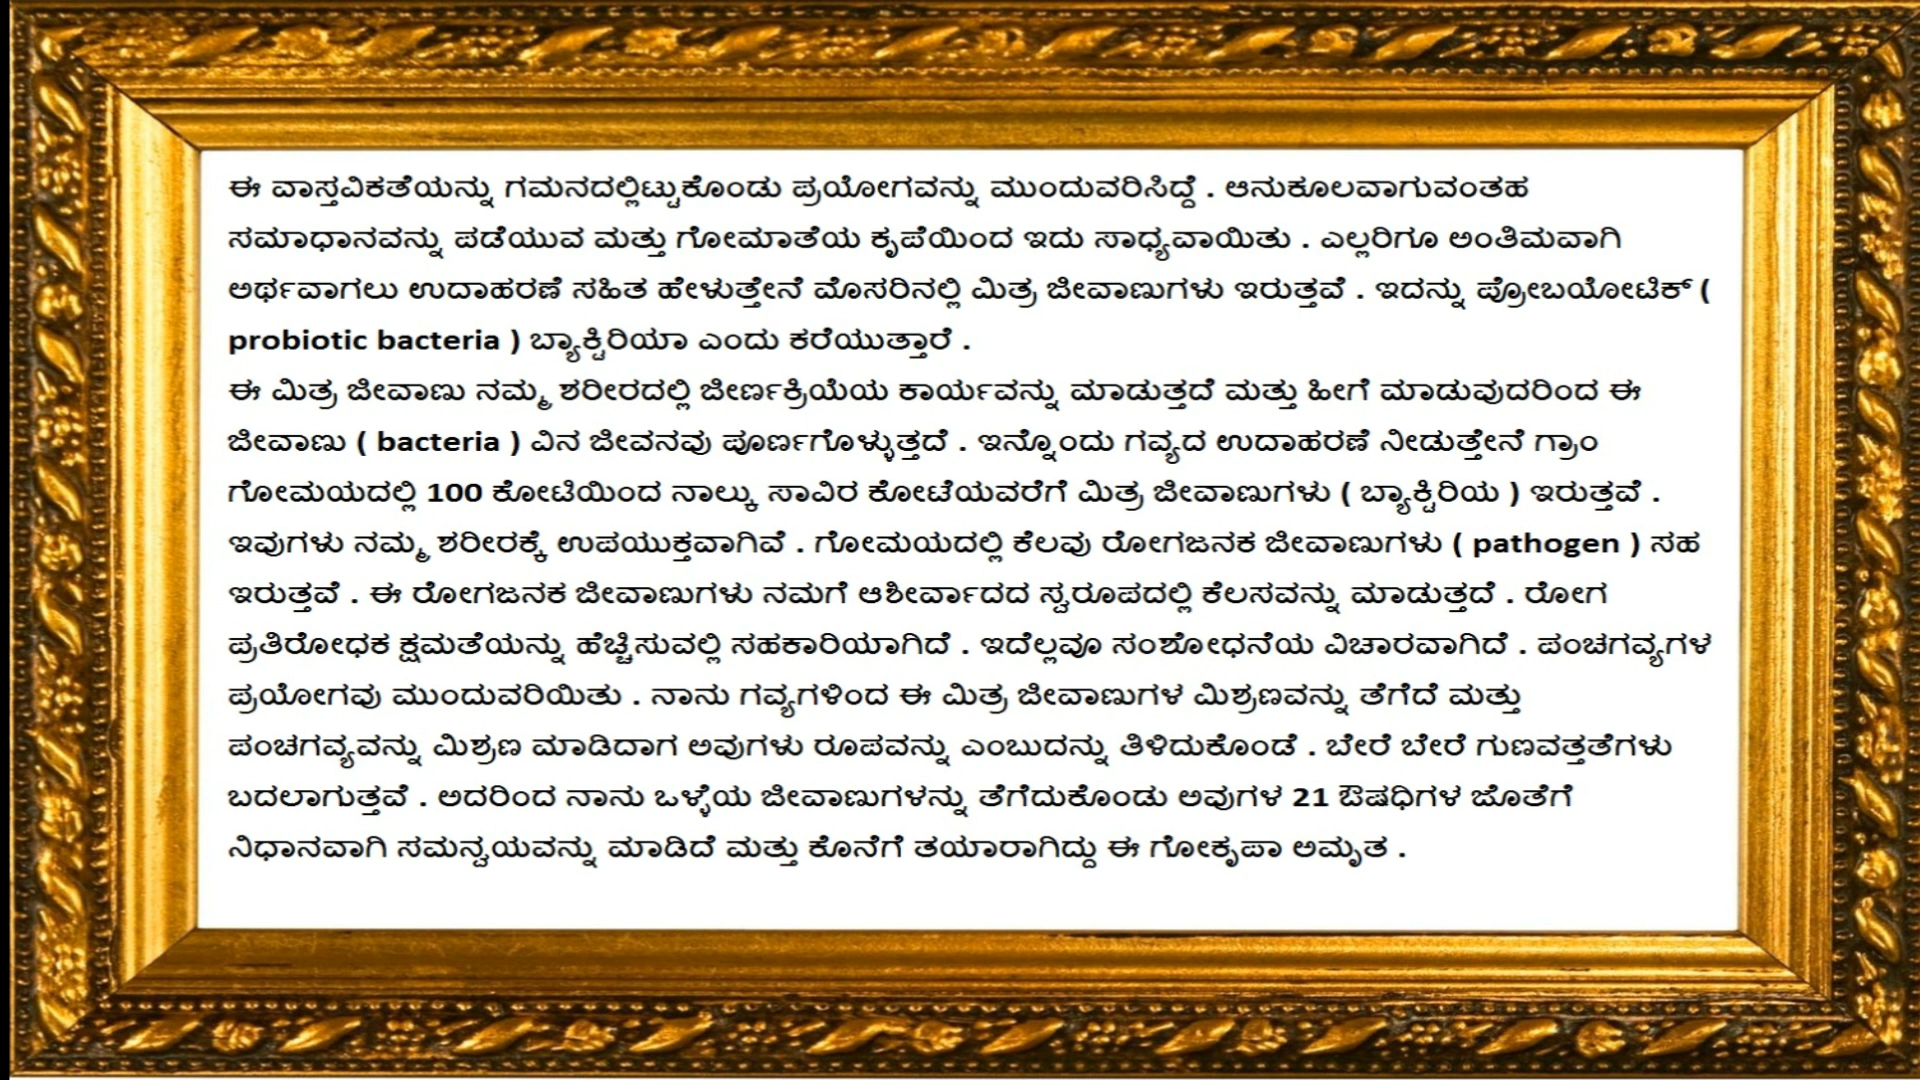 ಈ ವಾಸ್ತವಿಕತೆಯನ್ನು ಗಮನದಲ್ಲಿಟ್ಟುಕೊಂಡು ಪ್ರಯೋಗವನ್ನು ಮುಂದುವರಿಸಿದ್ದೆ . ಆನುಕೂಲವಾಗುವಂತಹ
ಸಮಾಧಾನವನ್ನು ಪಡೆಯುವ ಮತ್ತು ಗೋಮಾತೆಯ ಕೃಪೆಯಿಂದ ಇದು ಸಾಧ್ಯವಾಯಿತು . ಎಲ್ಲರಿಗೂ ಅಂತಿಮವಾಗಿ
ಅರ್ಥವಾಗಲು ಉದಾಹರಣೆ ಸಹಿತ ಹೇಳುತ್ತೇನೆ ಮೊಸರಿನಲ್ಲಿ ಮಿತ್ರ ಜೀವಾಣುಗಳು ಇರುತ್ತವೆ . ಇದನ್ನು ಪ್ರೋಬಯೋಟಿಕ್ (
probiotic bacteria ) ಬ್ಯಾಕ್ಟಿರಿಯಾ ಎಂದು ಕರೆಯುತ್ತಾರೆ .
ಈ ಮಿತ್ರ ಜೀವಾಣು ನಮ್ಮ ಶರೀರದಲ್ಲಿ ಜೀರ್ಣಕ್ರಿಯೆಯ ಕಾರ್ಯವನ್ನು ಮಾಡುತ್ತದೆ ಮತ್ತು ಹೀಗೆ ಮಾಡುವುದರಿಂದ ಈ
ಜೀವಾಣು ( bacteria ) ವಿನ ಜೀವನವು ಪೂರ್ಣಗೊಳ್ಳುತ್ತದೆ . ಇನ್ನೊಂದು ಗವ್ಯದ ಉದಾಹರಣೆ ನೀಡುತ್ತೇನೆ ಗ್ರಾಂ
ಗೋಮಯದಲ್ಲಿ 100 ಕೋಟಿಯಿಂದ ನಾಲ್ಕು ಸಾವಿರ ಕೋಟೆಯವರೆಗೆ ಮಿತ್ರ ಜೀವಾಣುಗಳು ( ಬ್ಯಾಕ್ಟಿರಿಯ ) ಇರುತ್ತವೆ .
ಇವುಗಳು ನಮ್ಮ ಶರೀರಕ್ಕೆ ಉಪಯುಕ್ತವಾಗಿವೆ . ಗೋಮಯದಲ್ಲಿ ಕೆಲವು ರೋಗಜನಕ ಜೀವಾಣುಗಳು ( pathogen ) ಸಹ
ಇರುತ್ತವೆ . ಈ ರೋಗಜನಕ ಜೀವಾಣುಗಳು ನಮಗೆ ಆಶೀರ್ವಾದದ ಸ್ವರೂಪದಲ್ಲಿ ಕೆಲಸವನ್ನು ಮಾಡುತ್ತದೆ . ರೋಗ
ಪ್ರತಿರೋಧಕ ಕ್ಷಮತೆಯನ್ನು ಹೆಚ್ಚಿಸುವಲ್ಲಿ ಸಹಕಾರಿಯಾಗಿದೆ . ಇದೆಲ್ಲವೂ ಸಂಶೋಧನೆಯ ವಿಚಾರವಾಗಿದೆ . ಪಂಚಗವ್ಯಗಳ
ಪ್ರಯೋಗವು ಮುಂದುವರಿಯಿತು . ನಾನು ಗವ್ಯಗಳಿಂದ ಈ ಮಿತ್ರ ಜೀವಾಣುಗಳ ಮಿಶ್ರಣವನ್ನು ತೆಗೆದೆ ಮತ್ತು
ಪಂಚಗವ್ಯವನ್ನು ಮಿಶ್ರಣ ಮಾಡಿದಾಗ ಅವುಗಳು ರೂಪವನ್ನು ಎಂಬುದನ್ನು ತಿಳಿದುಕೊಂಡೆ . ಬೇರೆ ಬೇರೆ ಗುಣವತ್ತತೆಗಳು
ಬದಲಾಗುತ್ತವೆ . ಅದರಿಂದ ನಾನು ಒಳ್ಳೆಯ ಜೀವಾಣುಗಳನ್ನು ತೆಗೆದುಕೊಂಡು ಅವುಗಳ 21 ಔಷಧಿಗಳ ಜೊತೆಗೆ
ನಿಧಾನವಾಗಿ ಸಮನ್ವಯವನ್ನು ಮಾಡಿದೆ ಮತ್ತು ಕೊನೆಗೆ ತಯಾರಾಗಿದ್ದು ಈ ಗೋಕೃಪಾ ಅಮೃತ .